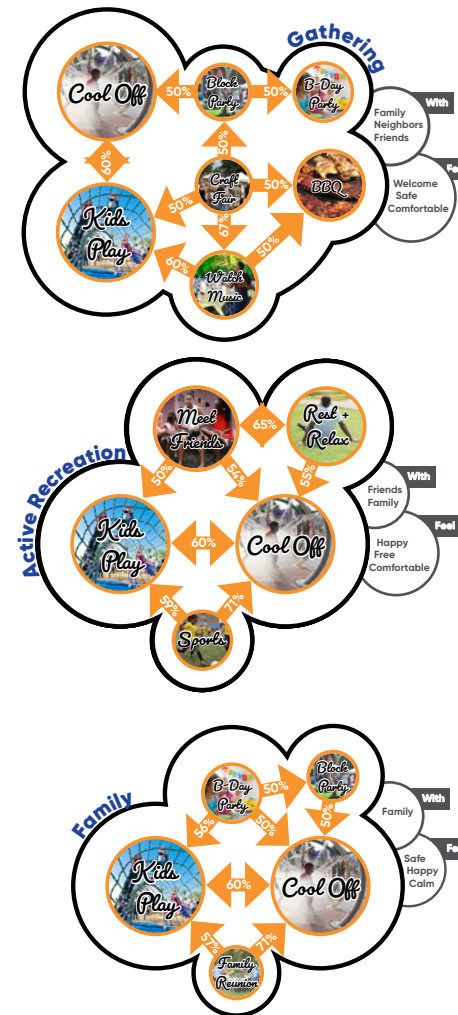 Gathering
Cool Off
50%
Block
Party
50%
B-Day
Party
With
Family
Neighbors
Friends
60%
50%
Craft
Fair
50%
BBQ
Welcome
Safe
Comfortable
50%
Kids
Play
67%
60%
50%
Watch
Music
Active Recreation
Meet
Friends
65%
Rest +
Relax
50%
54%
55%
With
Friends
Family
Kids
Play
60%
Cool Off
Feel
Happy
Free
Comfortable
59%
71%
Sports
Family
B-Day
Party
50%
Block
Party
With
Family
56%
50%
50%
Kids
Play
60%
Cool Off
Safe
Happy
Calm
57%
71%
Family
Reunion